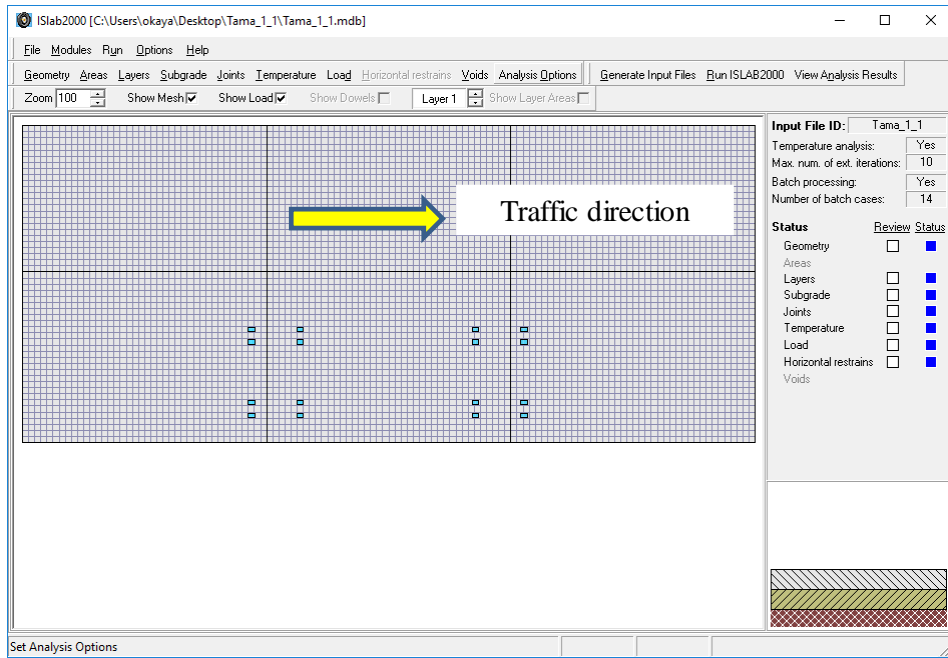 ISlab2000 [C:\Users\okaya\Desktop\Tama_1_1\Tama_1_1.mdb]
File Modules Run Options Help
Geometry Areas Layers Subgrade Joints Temperature Load Horizontal restrains Voids Analysis Options Generate Input Files Run ISLAB2000 View Analysis Results
Zoom 100 Show Mesh Show Load Show Dowels Layer 1 Show Layer Areas
Traffic direction
Input File ID: Tama_1_1
Temperature analysis: Yes
Max. num. of ext. iterations: 10
Batch processing: Yes
Number of batch cases: 14
Status Review Status
Geometry
Areas
Layers
Subgrade
Joints
Temperature
Load
Horizontal restrains
Voids
Set Analysis Options